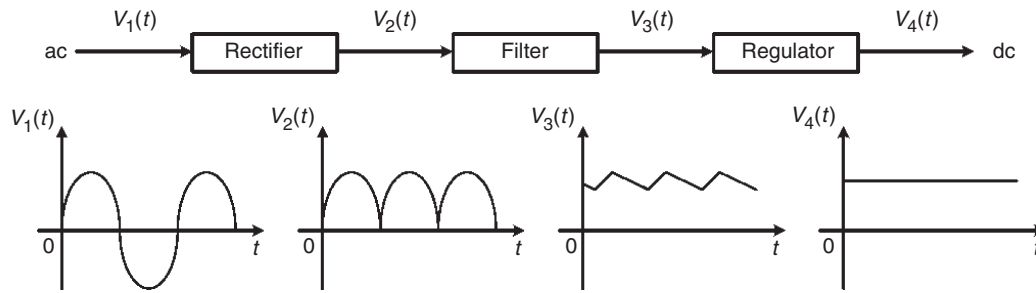 V1(t) V2(t) V3(t) V4(t)
ac Rectifier Filter Regulator dc
V1(t) V2(t) V3(t) V4(t)
0 t 0 t 0 t 0 t